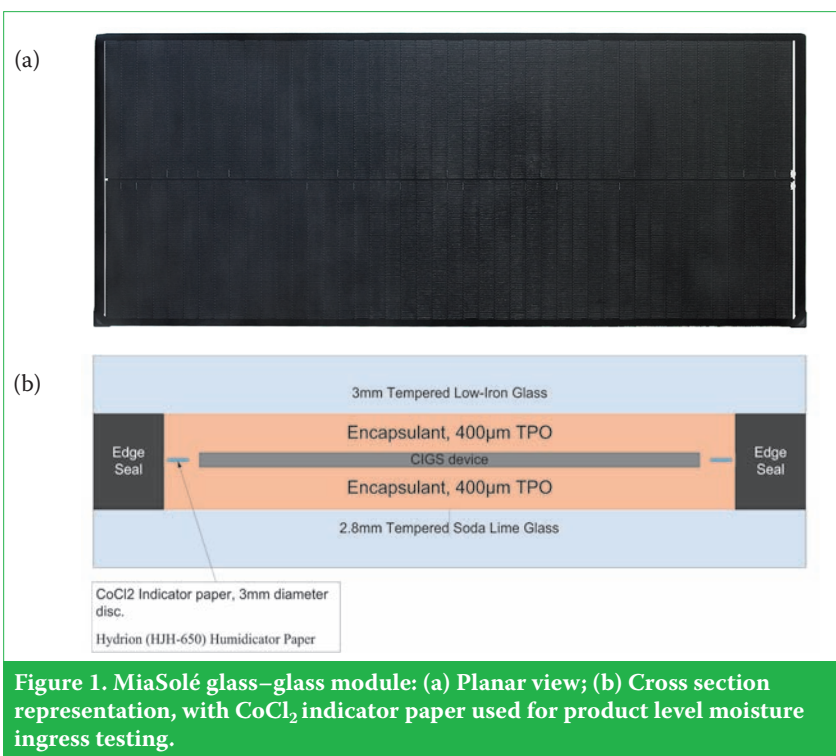 (a)
(b)
3mm Tempered Low-Iron Glass
Encapsulant, 400μm TPO
Edge
Seal
CIGS device
Edge
Seal
Encapsulant, 400μm TPO
2.8mm Tempered Soda Lime Glass
CoCl2 Indicator paper, 3mm diameter
disc.
Hydrion (HJH-650) Humidicator Paper
Figure 1. MiaSolé glass–glass module: (a) Planar view; (b) Cross section
representation, with CoCl₂ indicator paper used for product level moisture
ingress testing.